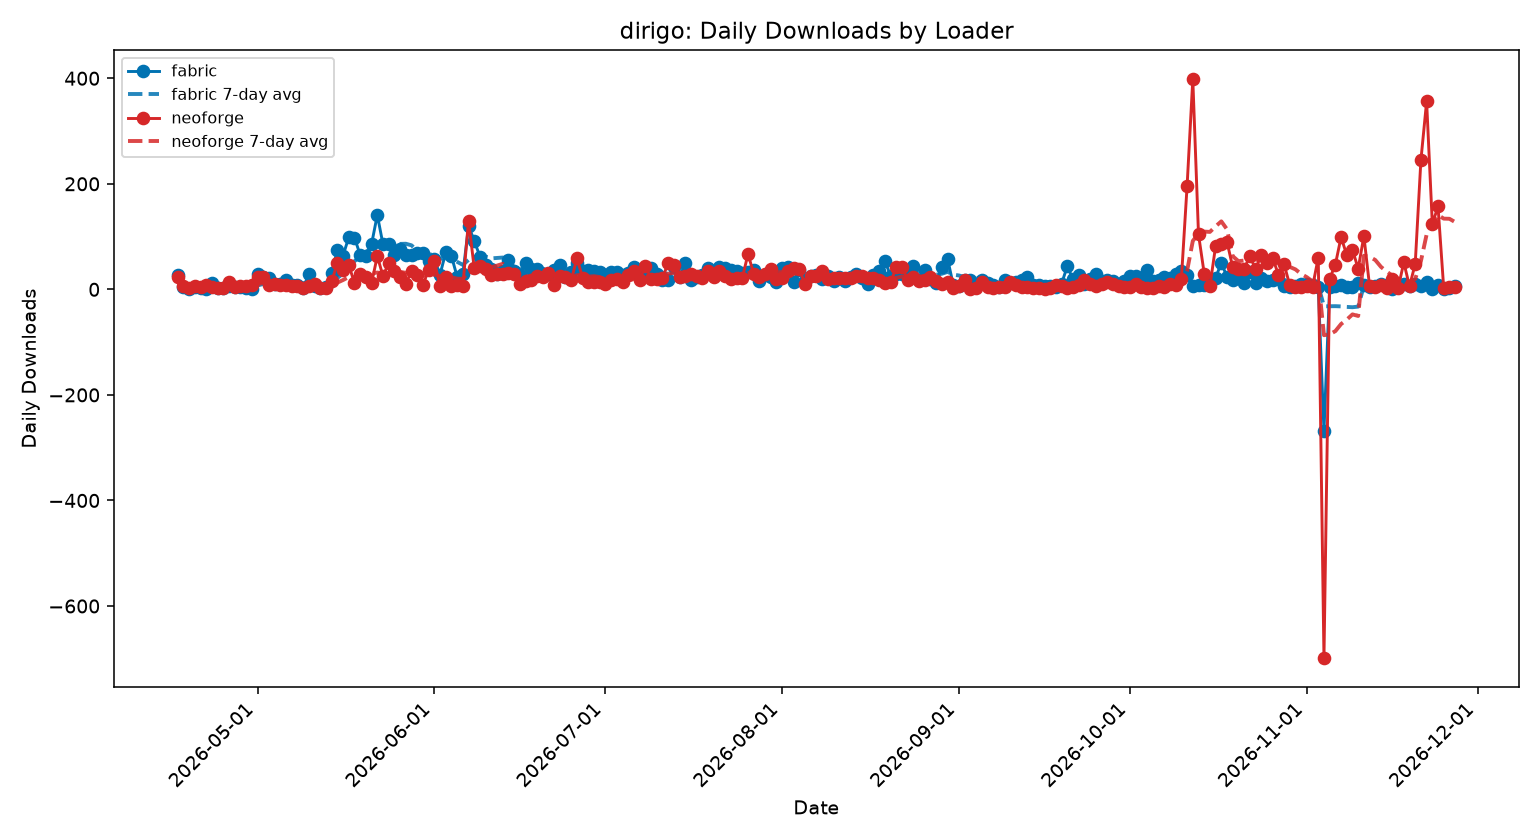 dirigo: Daily Downloads by Loader
fabric
fabric 7-day avg
neoforge
neoforge 7-day avg
400
200
0
−200
−400
−600
Daily Downloads
2026-05-01
2026-06-01
2026-07-01
2026-08-01
2026-09-01
2026-10-01
2026-11-01
2026-12-01
Date